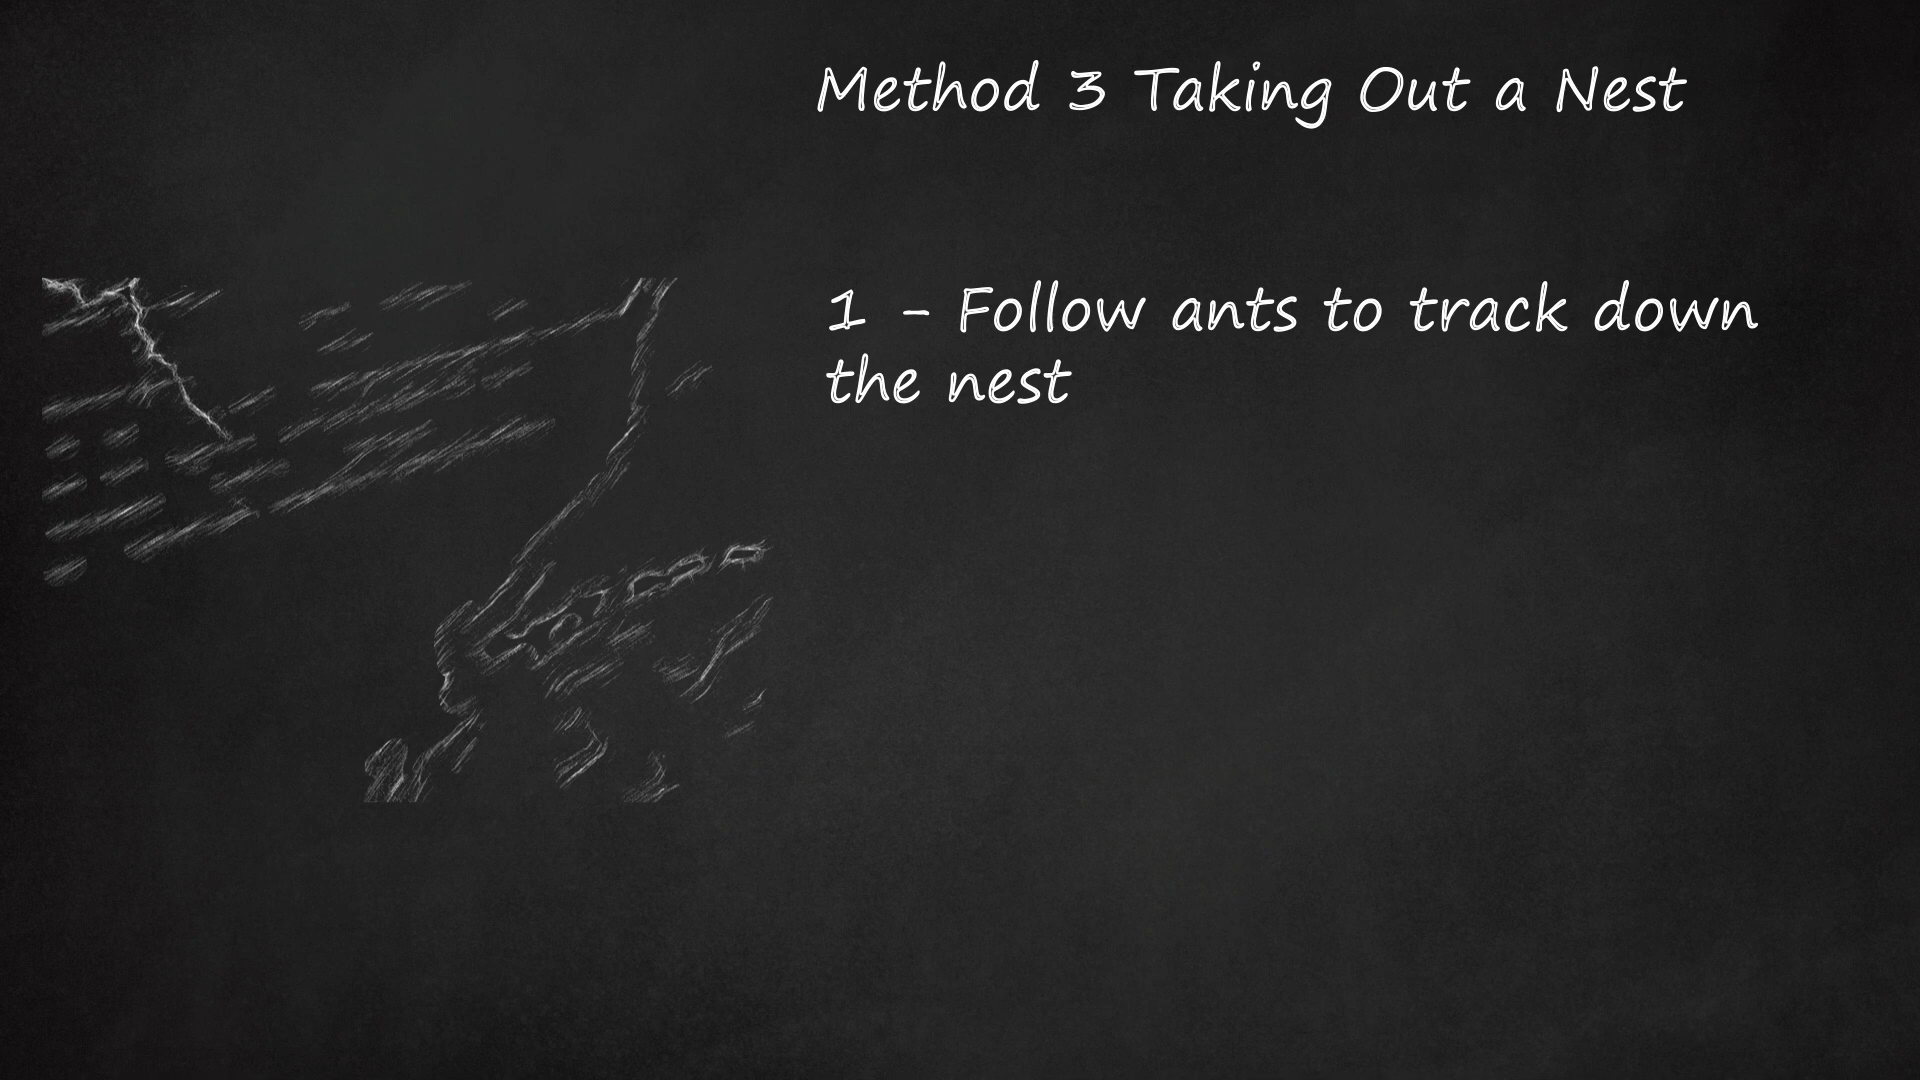 Method 3 Taking Out a Nest
1 - Follow ants to track down
the nest